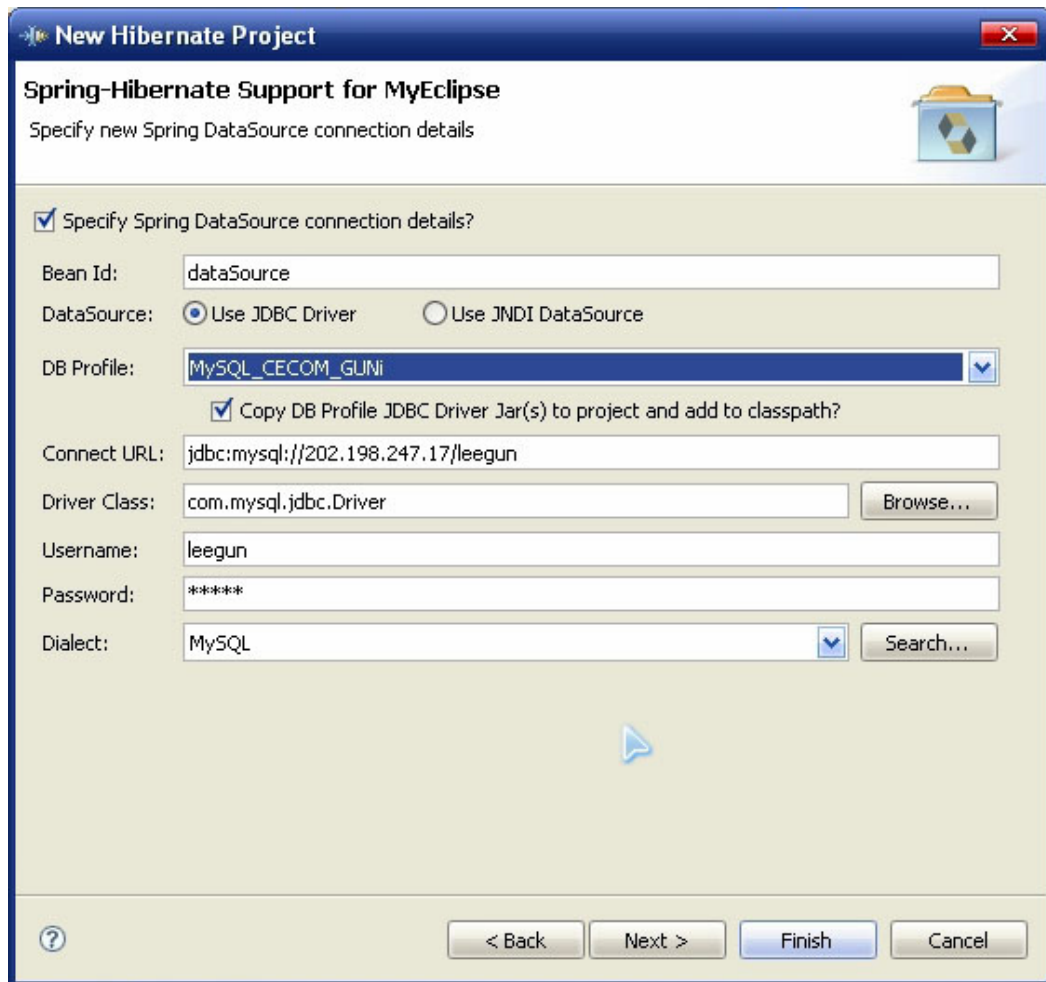 New Hibernate Project
Spring-Hibernate Support for MyEclipse
Specify new Spring DataSource connection details
Specify Spring DataSource connection details?
Bean Id: dataSource
DataSource: Use JDBC Driver Use JNDI DataSource
DB Profile: MySQL_CECOM_GUNi
Copy DB Profile JDBC Driver Jar(s) to project and add to classpath?
Connect URL: jdbc:mysql://202.198.247.17/leegun
Driver Class: com.mysql.jdbc.Driver Browse...
Username: leegun
Password: *****
Dialect: MySQL Search...
? < Back Next > Finish Cancel